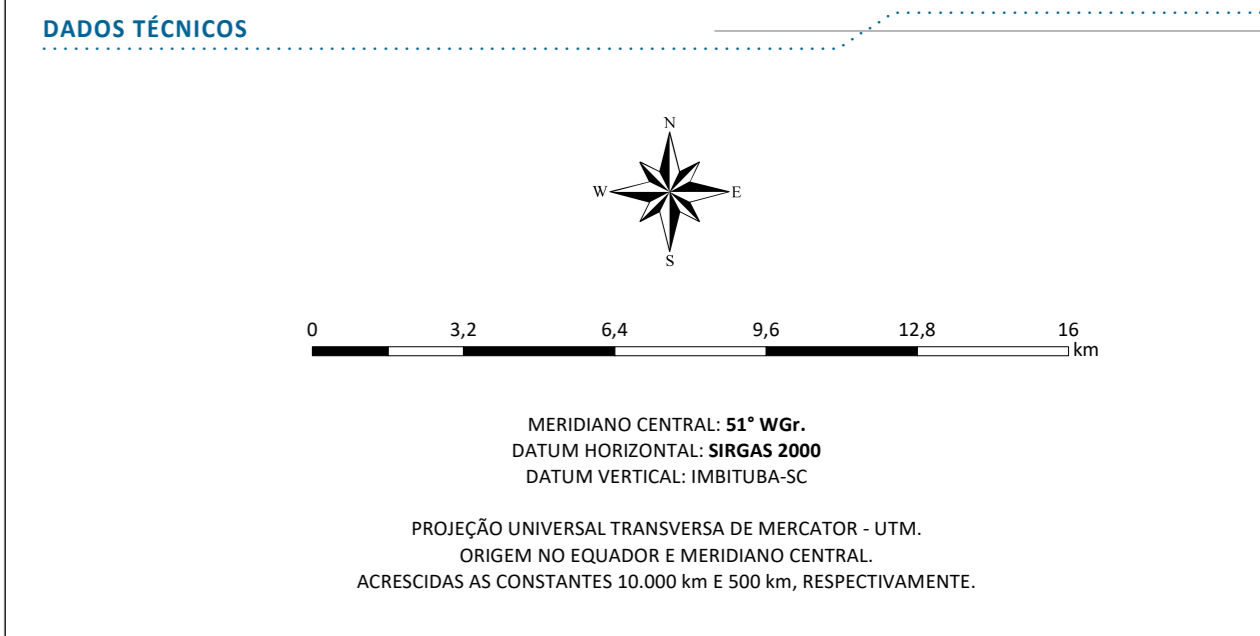 DADOS TÉCNICOS
N
W E
S
0 3,2 6,4 9,6 12,8 16
km
MERIDIANO CENTRAL: 51° WGr.
DATUM HORIZONTAL: SIRGAS 2000
DATUM VERTICAL: IMBITUBA-SC
PROJEÇÃO UNIVERSAL TRANSVERSA DE MERCATOR - UTM.
ORIGEM NO EQUADOR E MERIDIANO CENTRAL.
ACRESCIDAS AS CONSTANTES 10.000 km E 500 km, RESPECTIVAMENTE.